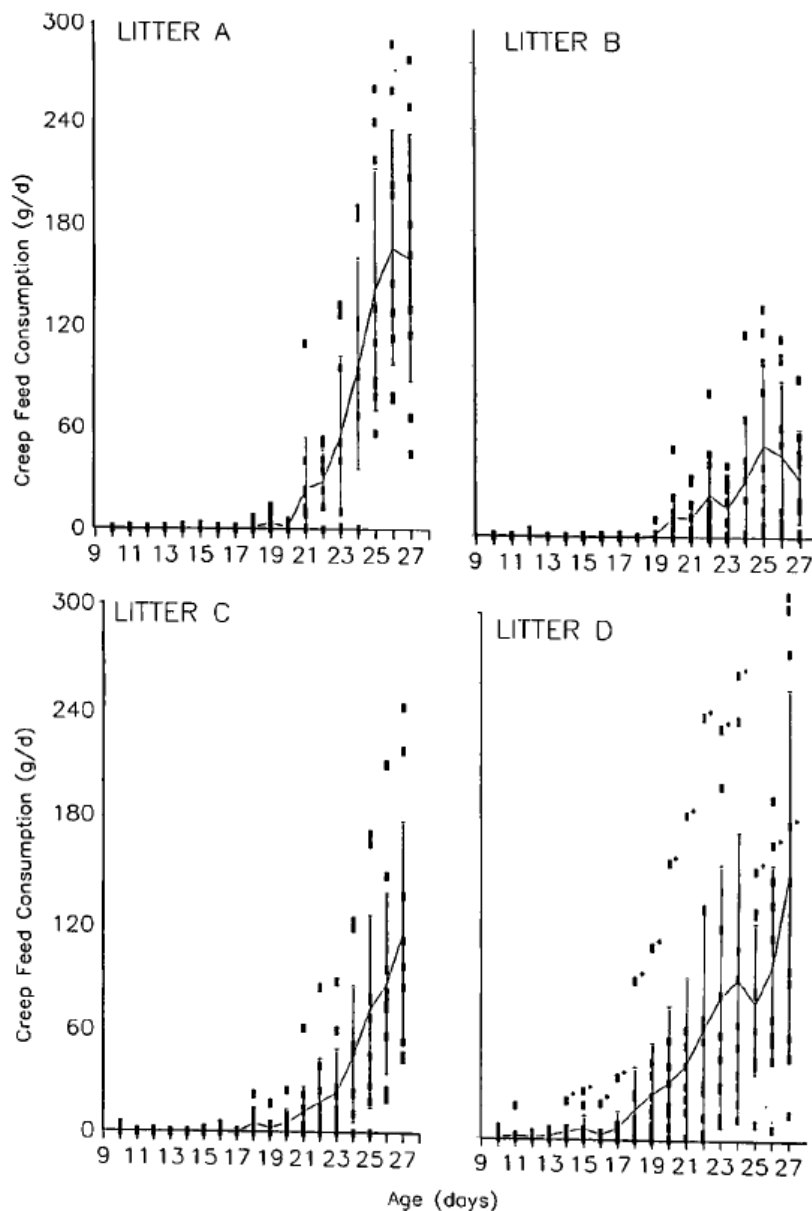 LITTER A
LITTER B
Creep Feed Consumption (g/d)
300
240
180
120
60
0
9 11 13 15 17 19 21 23 25 27
9 11 13 15 17 19 21 23 25 27
LITTER C
LITTER D
Creep Feed Consumption (g/d)
300
240
180
120
60
0
9 11 13 15 17 19 21 23 25 27
9 11 13 15 17 19 21 23 25 27
Age (days)